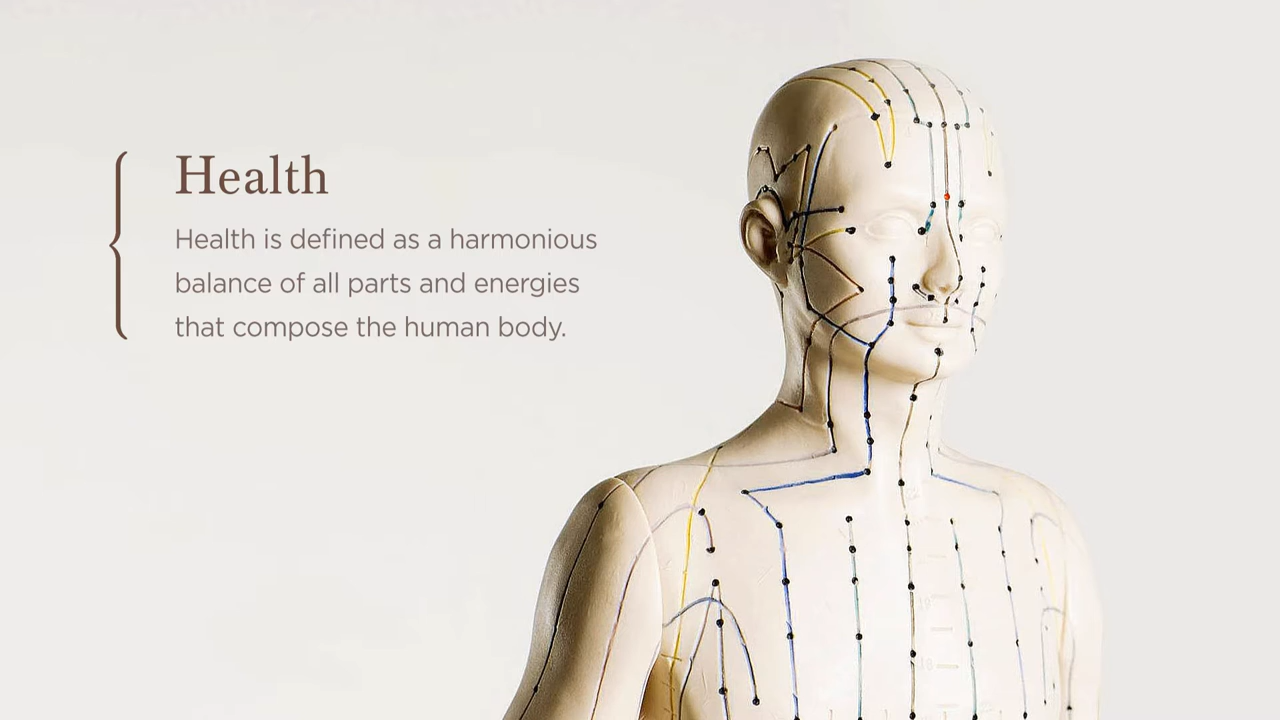 Health
Health is defined as a harmonious
balance of all parts and energies
that compose the human body.